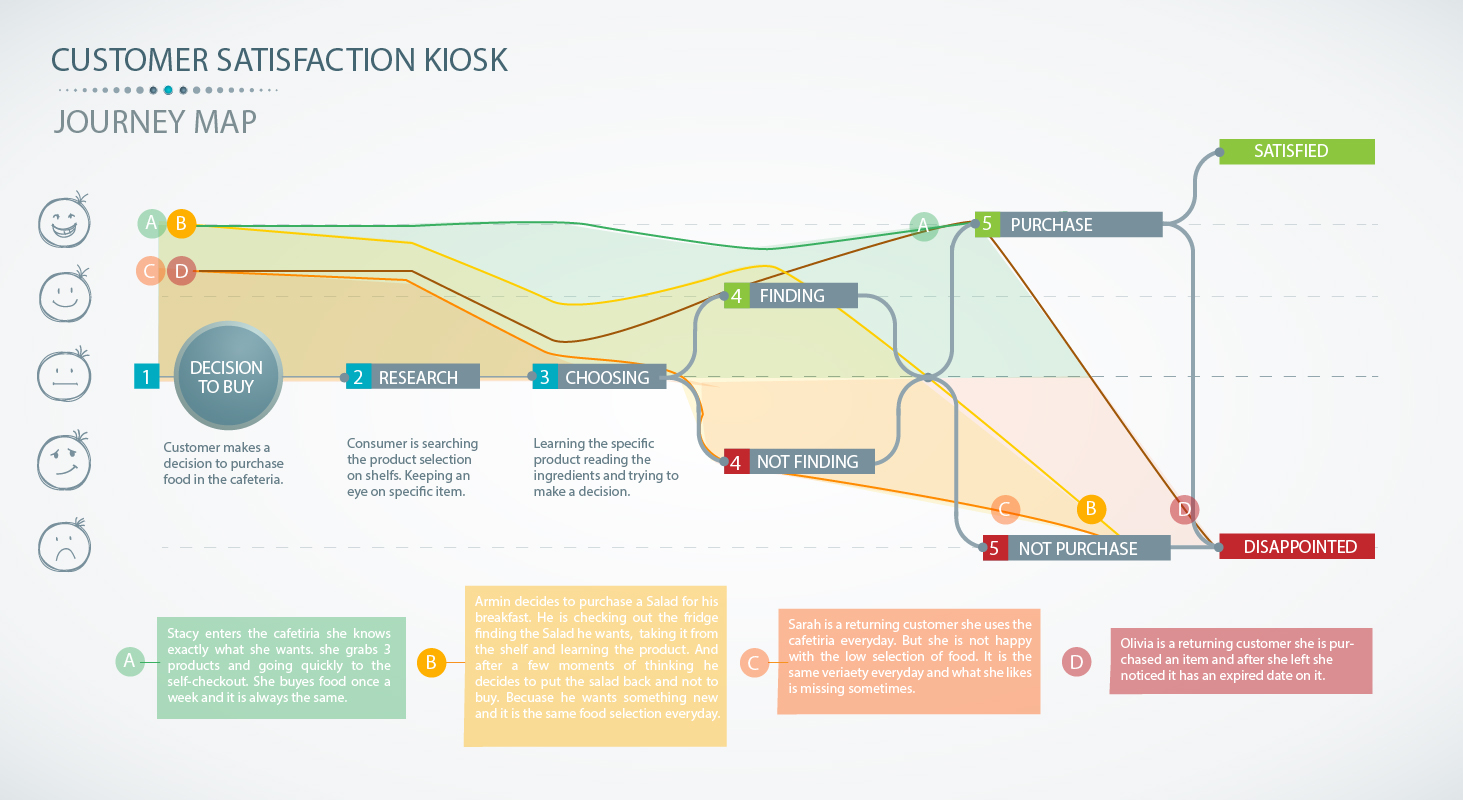 CUSTOMER SATISFACTION KIOSK
JOURNEY MAP
SATISFIED
A B
A
5 PURCHASE
C D
4 FINDING
1
DECISION
TO BUY
2 RESEARCH
3 CHOOSING
Customer makes a
decision to purchase
food in the cafeteria.
Consumer is searching
the product selection
on shelfs. Keeping an
eye on specific item.
Learning the specific
product reading the
ingredients and trying to
make a decision.
4 NOT FINDING
C
B
D
5 NOT PURCHASE
DISAPPOINTED
A
Stacy enters the cafetiria she knows
exactly what she wants. she grabs 3
products and going quickly to the
self-checkout. She buyes food once a
week and it is always the same.
B
Armin decides to purchase a Salad for his
breakfast. He is checking out the fridge
finding the Salad he wants, taking it from
the shelf and learning the product. And
after a few moments of thinking he
decides to put the salad back and not to
buy. Becuase he wants something new
and it is the same food selection everyday.
C
Sarah is a returning customer she uses the
cafetiria everyday. But she is not happy
with the low selection of food. It is the
same veriaety everyday and what she likes
is missing sometimes.
D
Olivia is a returning customer she is pur-
chased an item and after she left she
noticed it has an expired date on it.